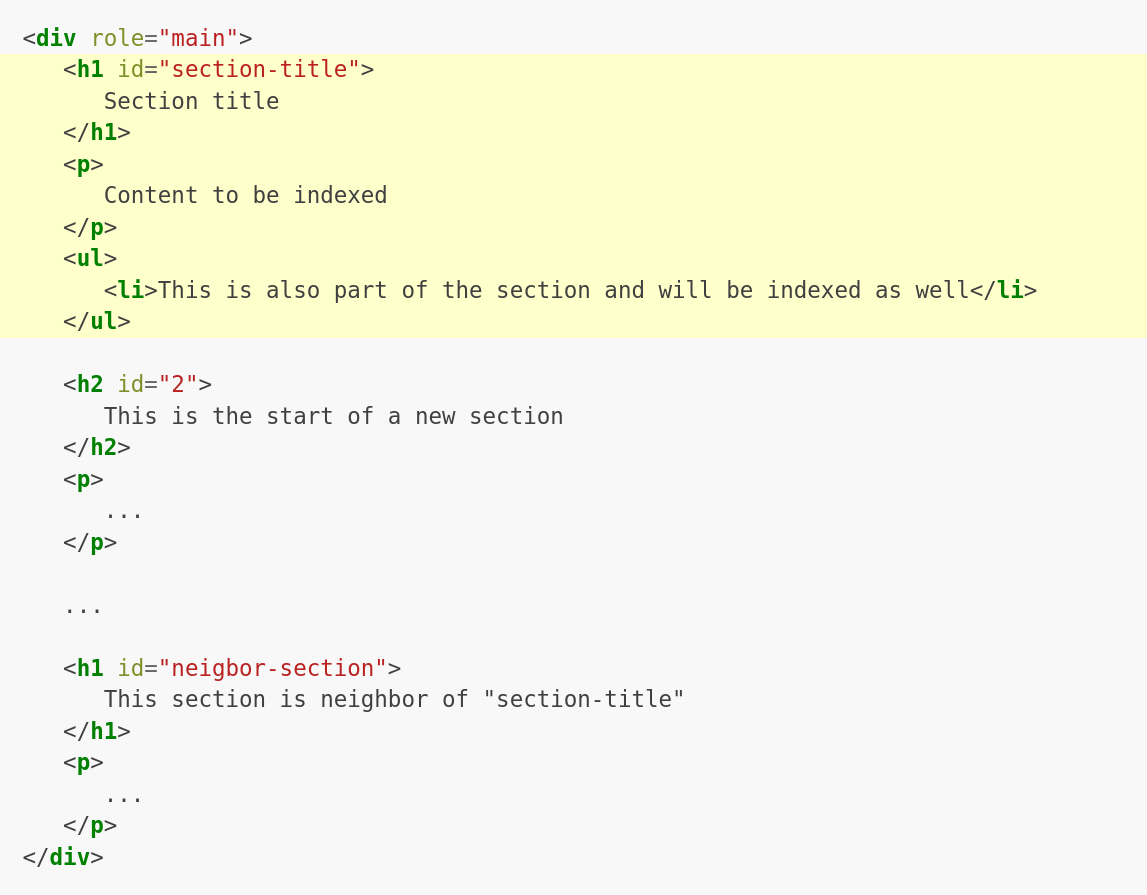 <div role="main">
   <h1 id="section-title">
      Section title
   </h1>
   <p>
      Content to be indexed
   </p>
   <ul>
      <li>This is also part of the section and will be indexed as well</li>
   </ul>

   <h2 id="2">
      This is the start of a new section
   </h2>
   <p>
      ...
   </p>

   ...

   <h1 id="neigbor-section">
      This section is neighbor of "section-title"
   </h1>
   <p>
      ...
   </p>
</div>